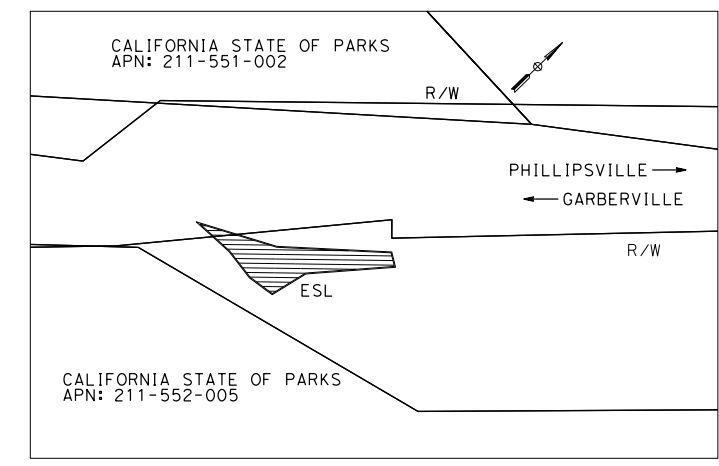 CALIFORNIA STATE OF PARKS
APN: 211-551-002
R/W
PHILLIPSVILLE
GARBERVILLE
R/W
ESL
CALIFORNIA STATE OF PARKS
APN: 211-552-005